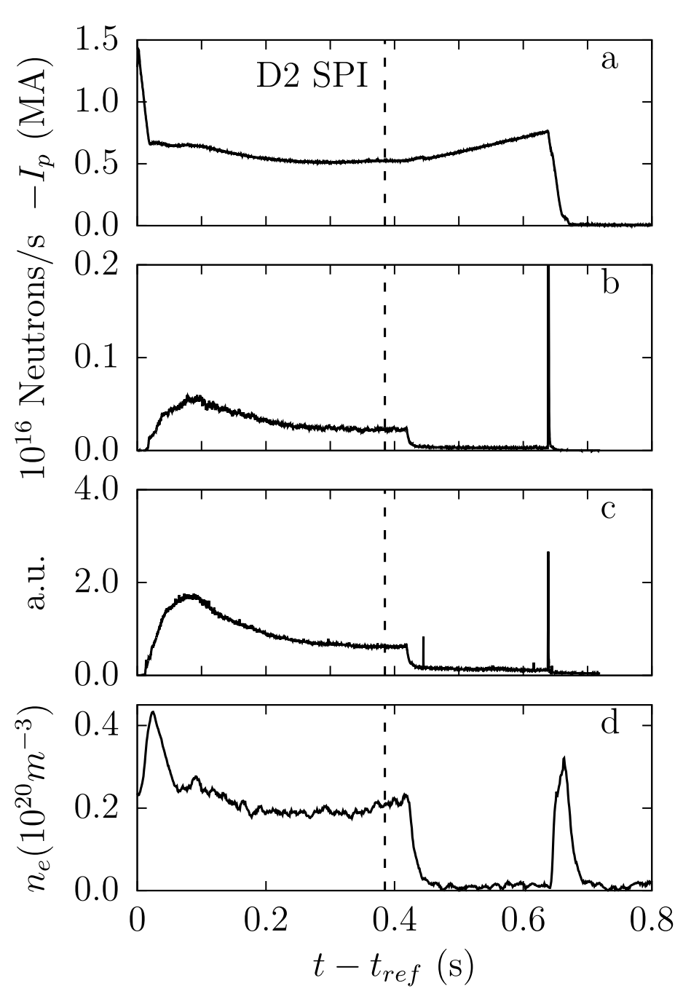 −I_p (MA)
1.5
1.0
0.5
0.0
D2 SPI
a
10^16 Neutrons/s
0.2
0.1
0.0
b
a.u.
4.0
2.0
0.0
c
n_e(10^20 m^−3)
0.4
0.2
0.0
d
0 0.2 0.4 0.6 0.8
t − t_ref (s)